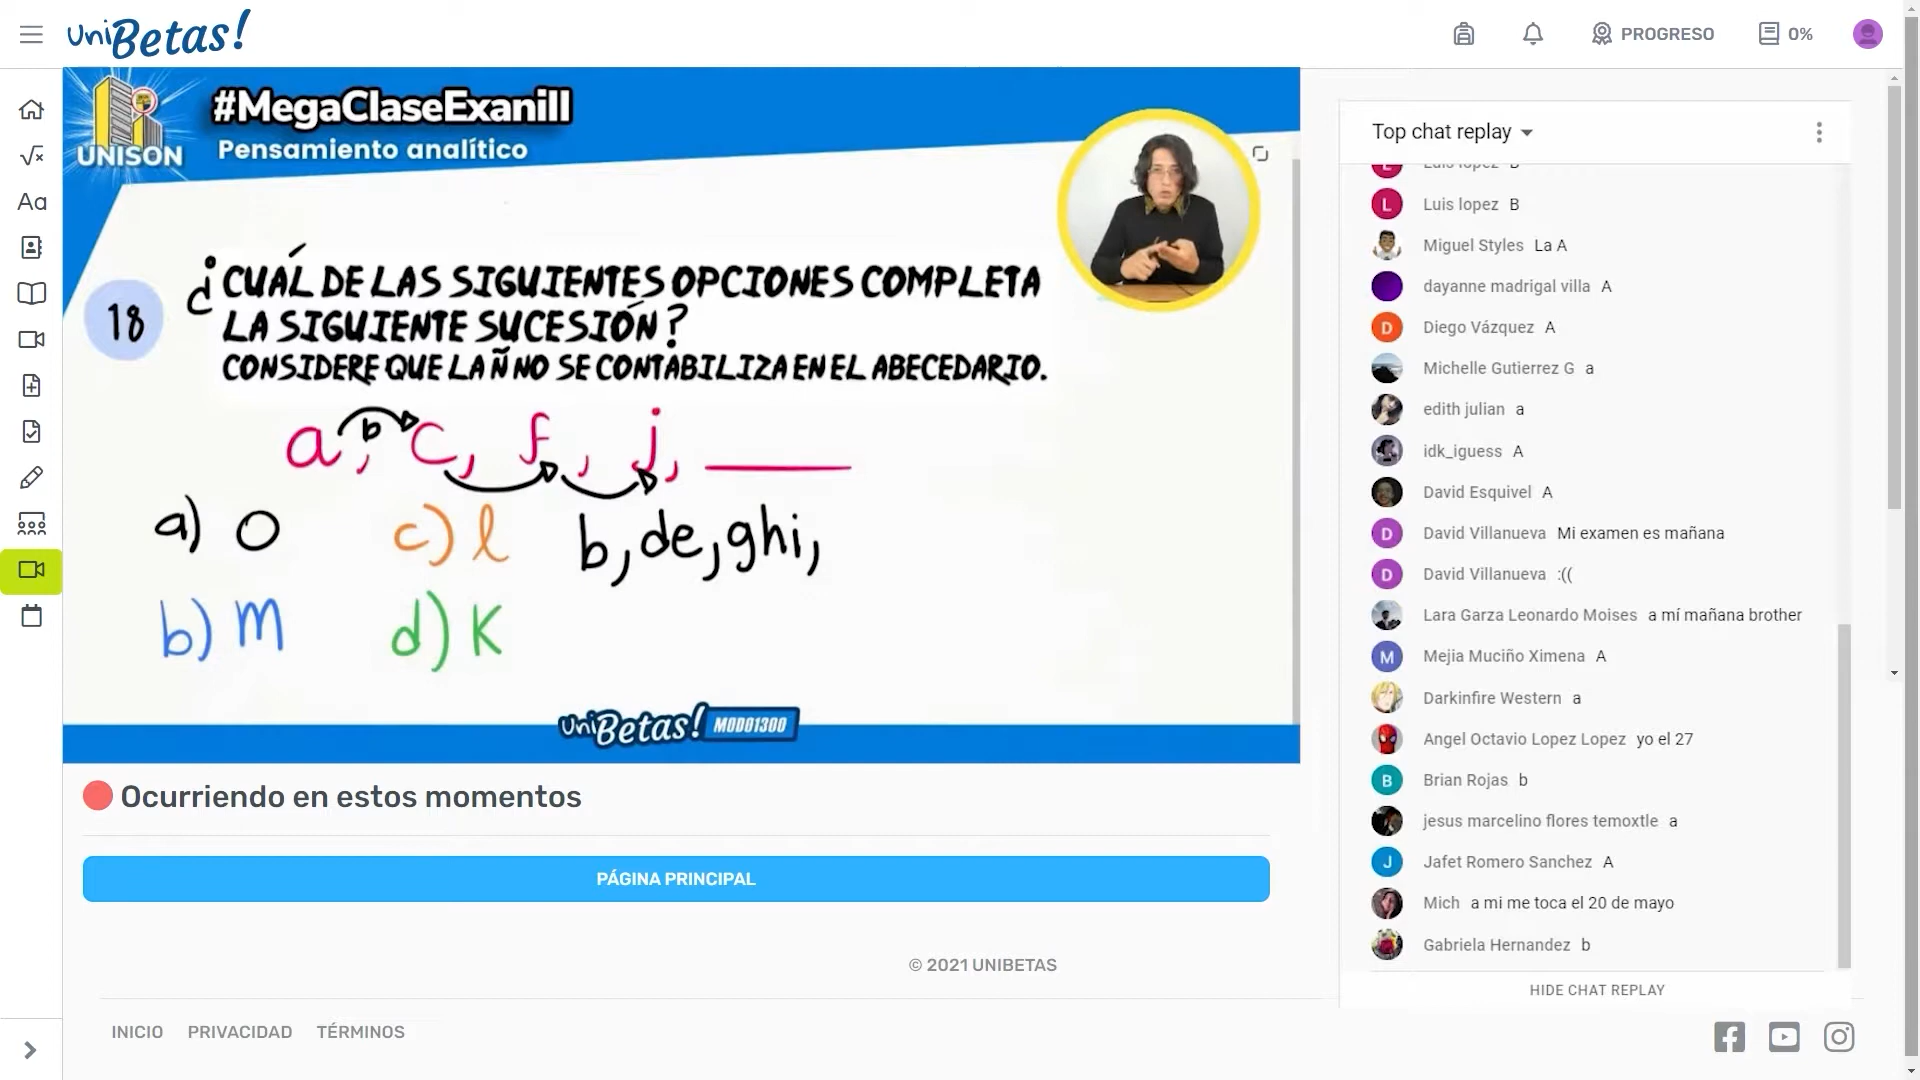 uniBetas!
PROGRESO
0%
UNISON
#MegaClaseExaniII
Pensamiento analítico
18
¿CUÁL DE LAS SIGUIENTES OPCIONES COMPLETA
LA SIGUIENTE SUCESIÓN?
CONSIDERE QUE LA Ñ NO SE CONTABILIZA EN EL ABECEDARIO.
a, b c, f, j, ______
a) o
c) l
b, de, ghi,
b) m
d) k
uniBetas! MODO1300
Ocurriendo en estos momentos
PÁGINA PRINCIPAL
© 2021 UNIBETAS
INICIO PRIVACIDAD TÉRMINOS
Aa
Top chat replay
Luis lopez B
L Luis lopez B
Miguel Styles La A
dayanne madrigal villa A
D Diego Vázquez A
Michelle Gutierrez G a
edith julian a
idk_iguess A
David Esquivel A
D David Villanueva Mi examen es mañana
D David Villanueva :((
Lara Garza Leonardo Moises a mí mañana brother
M Mejia Muciño Ximena A
Darkinfire Western a
Angel Octavio Lopez Lopez yo el 27
B Brian Rojas b
jesus marcelino flores temoxtle a
J Jafet Romero Sanchez A
Mich a mi me toca el 20 de mayo
Gabriela Hernandez b
HIDE CHAT REPLAY